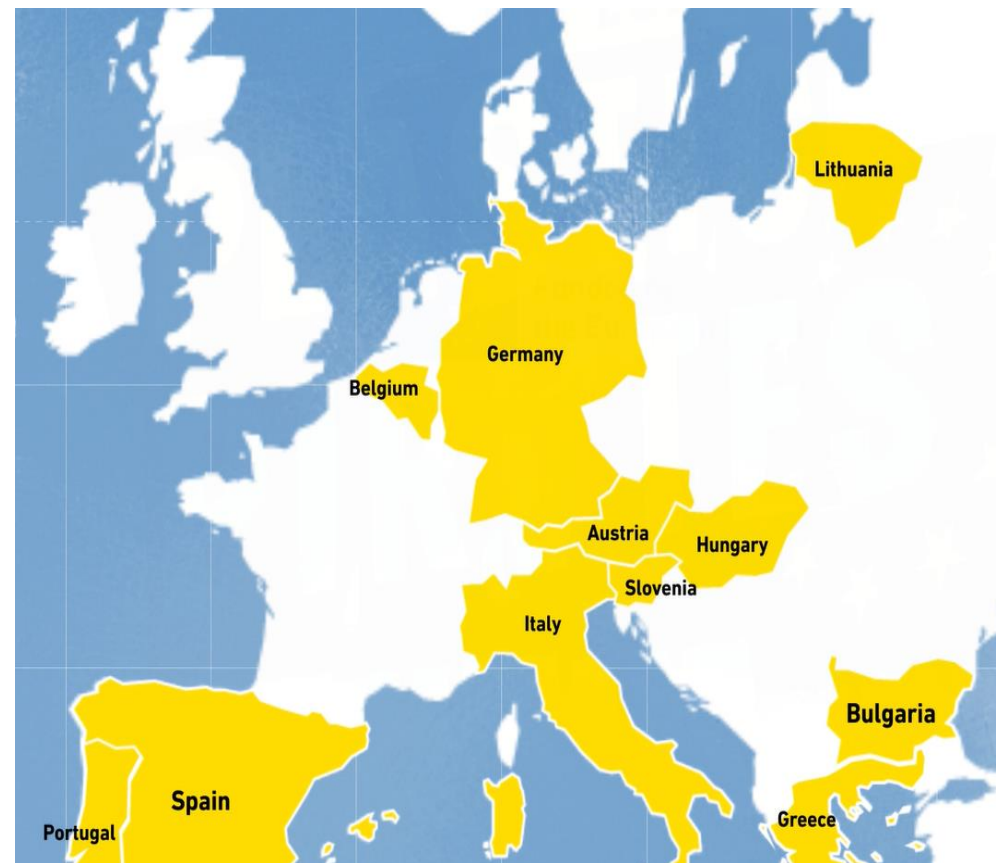 Lithuania
Germany
Belgium
Austria
Hungary
Slovenia
Italy
Bulgaria
Spain
Greece
Portugal